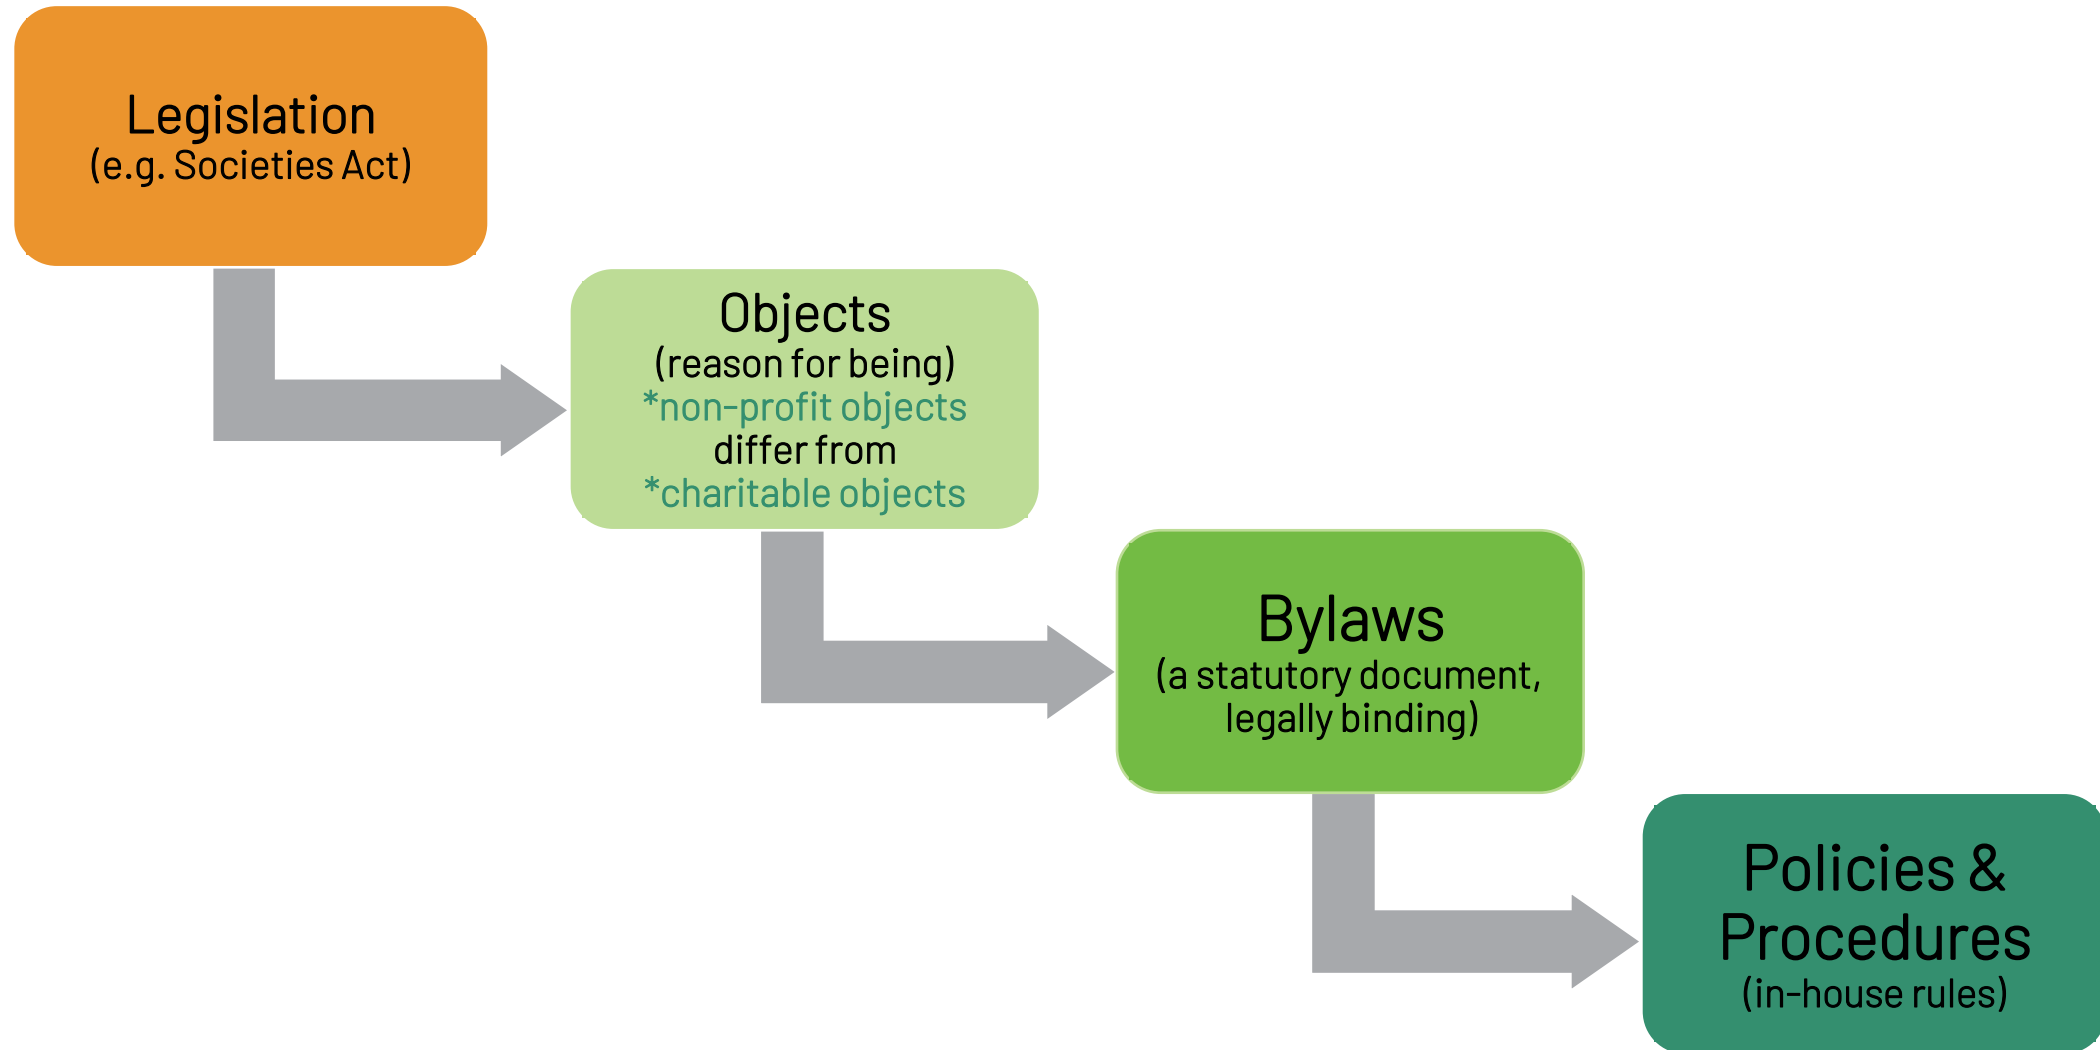 Legislation
(e.g. Societies Act)
Objects
(reason for being)
*non-profit objects
differ from
*charitable objects
Bylaws
(a statutory document,
legally binding)
Policies &
Procedures
(in-house rules)